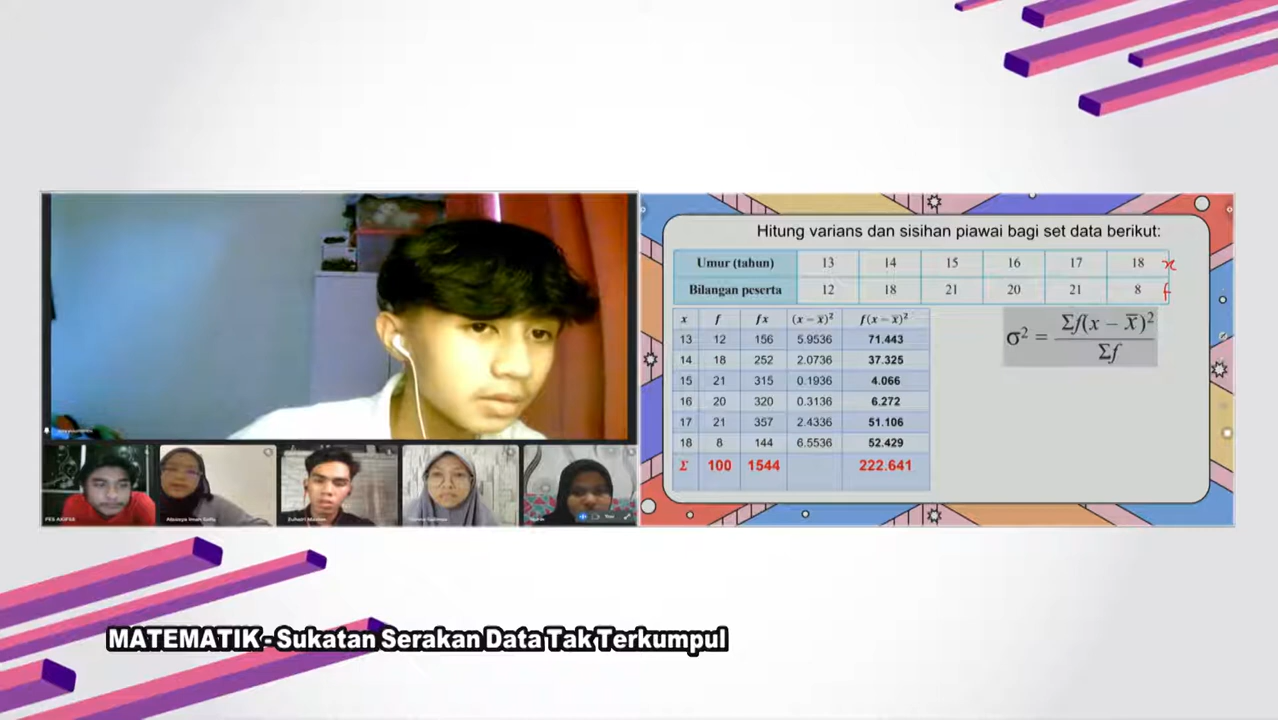 Hitung varians dan sisihan piawai bagi set data berikut:
Umur (tahun) 13 14 15 16 17 18 x
Bilangan peserta 12 18 21 20 21 8 f
x f fx (x – x̄)² f(x – x̄)²
13 12 156 5.9536 71.443
14 18 252 2.0736 37.325
15 21 315 0.1936 4.066
16 20 320 0.3136 6.272
17 21 357 2.4336 51.106
18 8 144 6.5536 52.429
Σ 100 1544 222.641
σ² = Σf(x – x̄)² / Σf
PES AKIFSE
MATEMATIK - Sukatan Serakan Data Tak Terkumpul